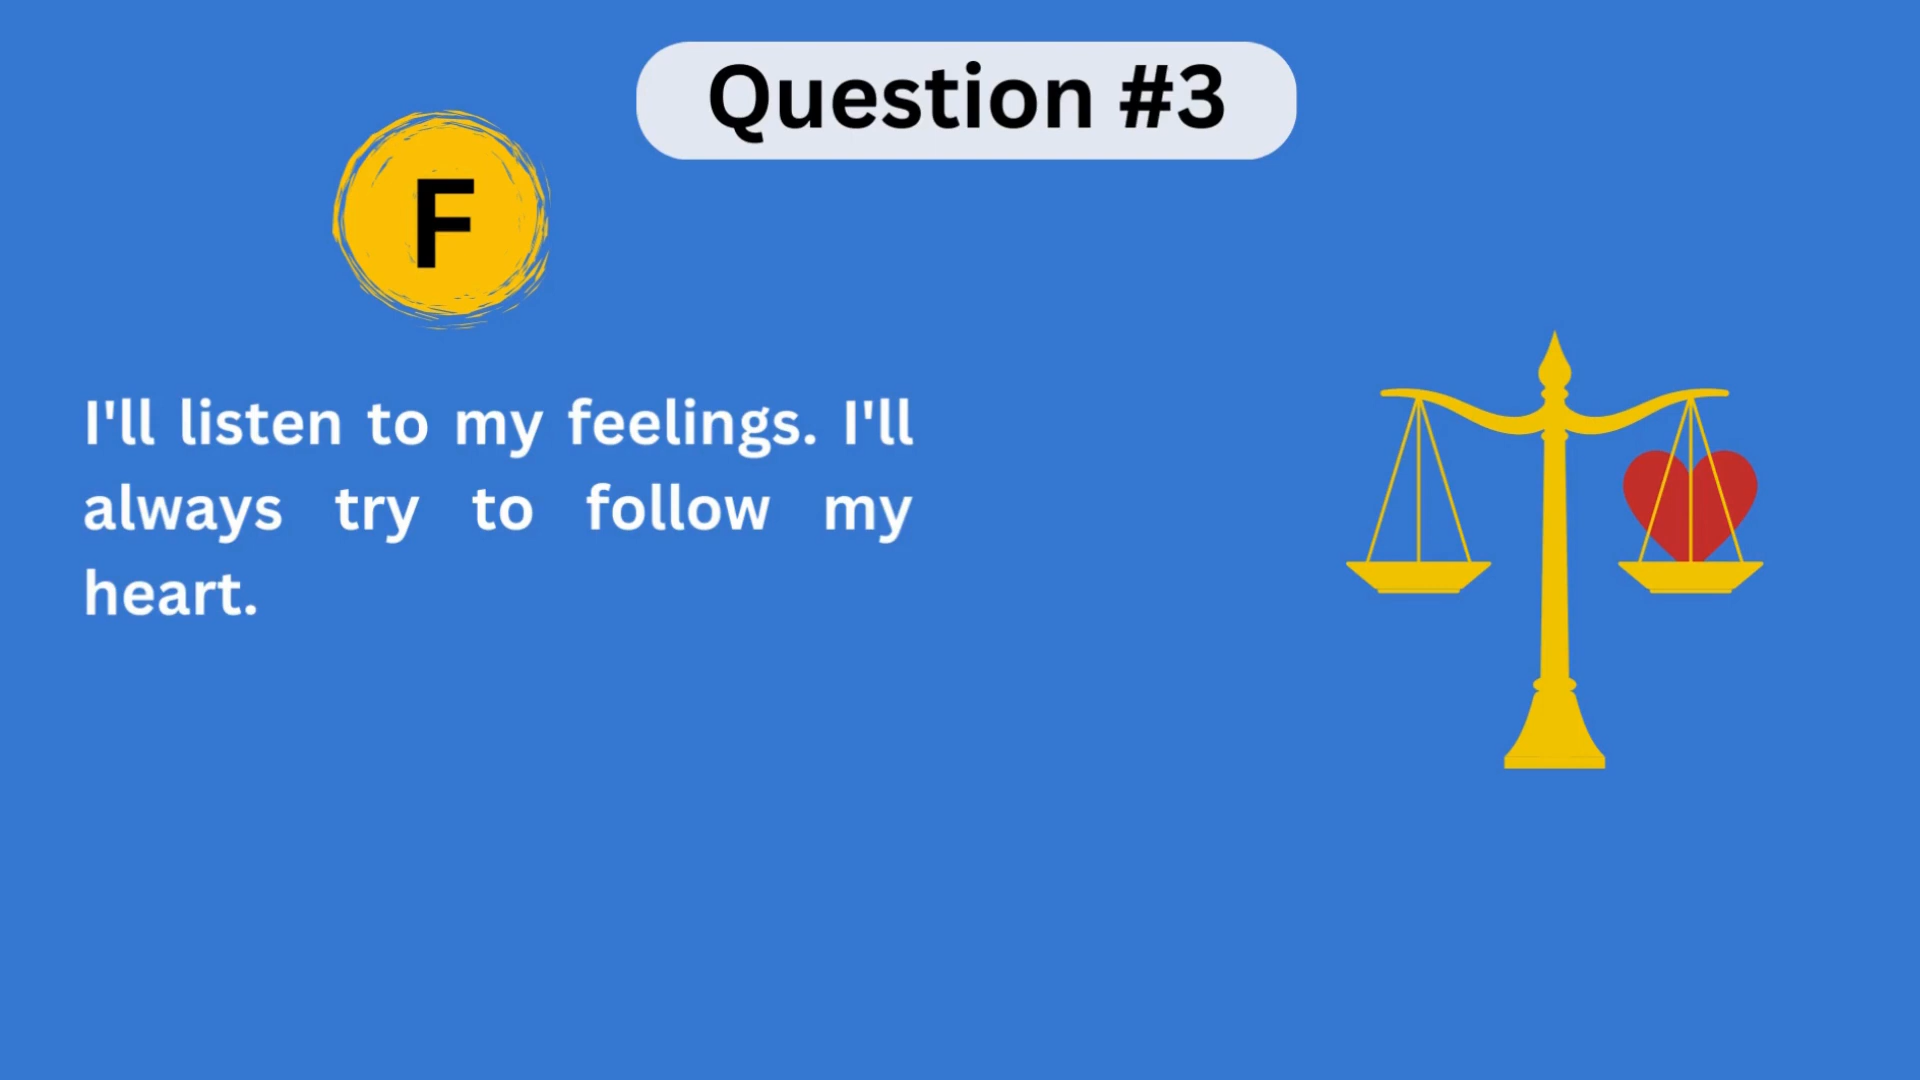 Question #3
F
I'll listen to my feelings. I'll
always try to follow my
heart.